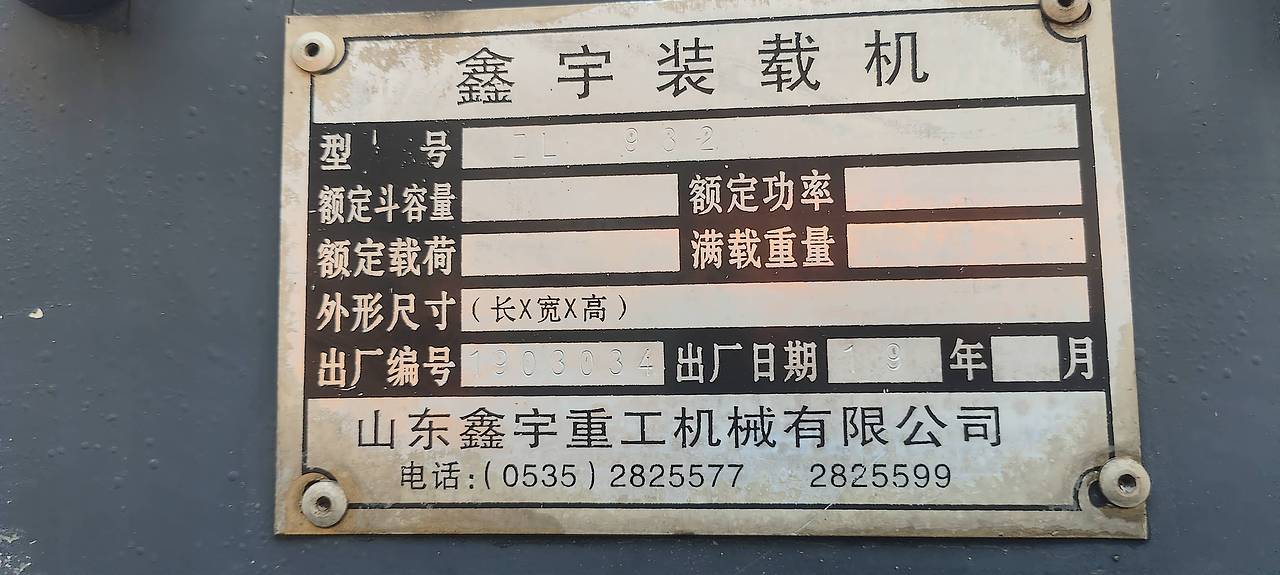 鑫宇装载机
型号 ZL 932
额定斗容量 额定功率
额定载荷 满载重量
外形尺寸 (长X宽X高)
出厂编号 1903034 出厂日期 19 年 月
山东鑫宇重工机械有限公司
电话:(0535)2825577 2825599